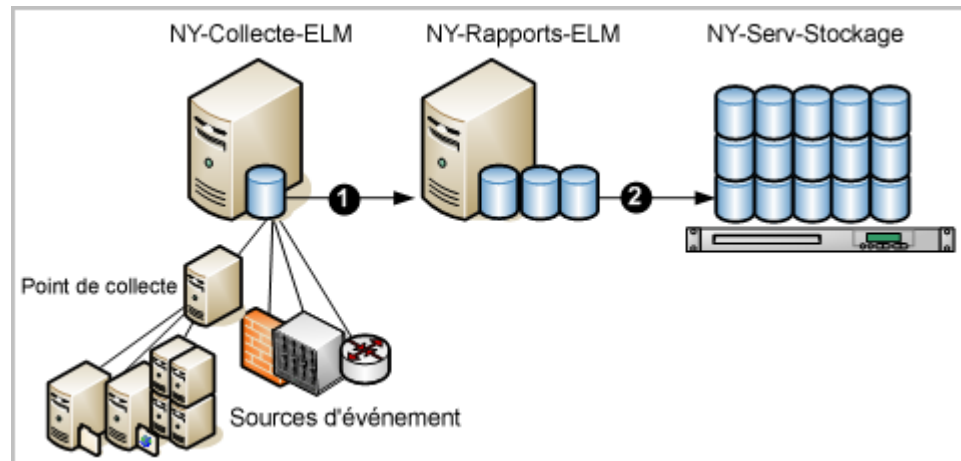 NY-Collecte-ELM
NY-Rapports-ELM
NY-Serv-Stockage
1
2
Point de collecte
Sources d'événement